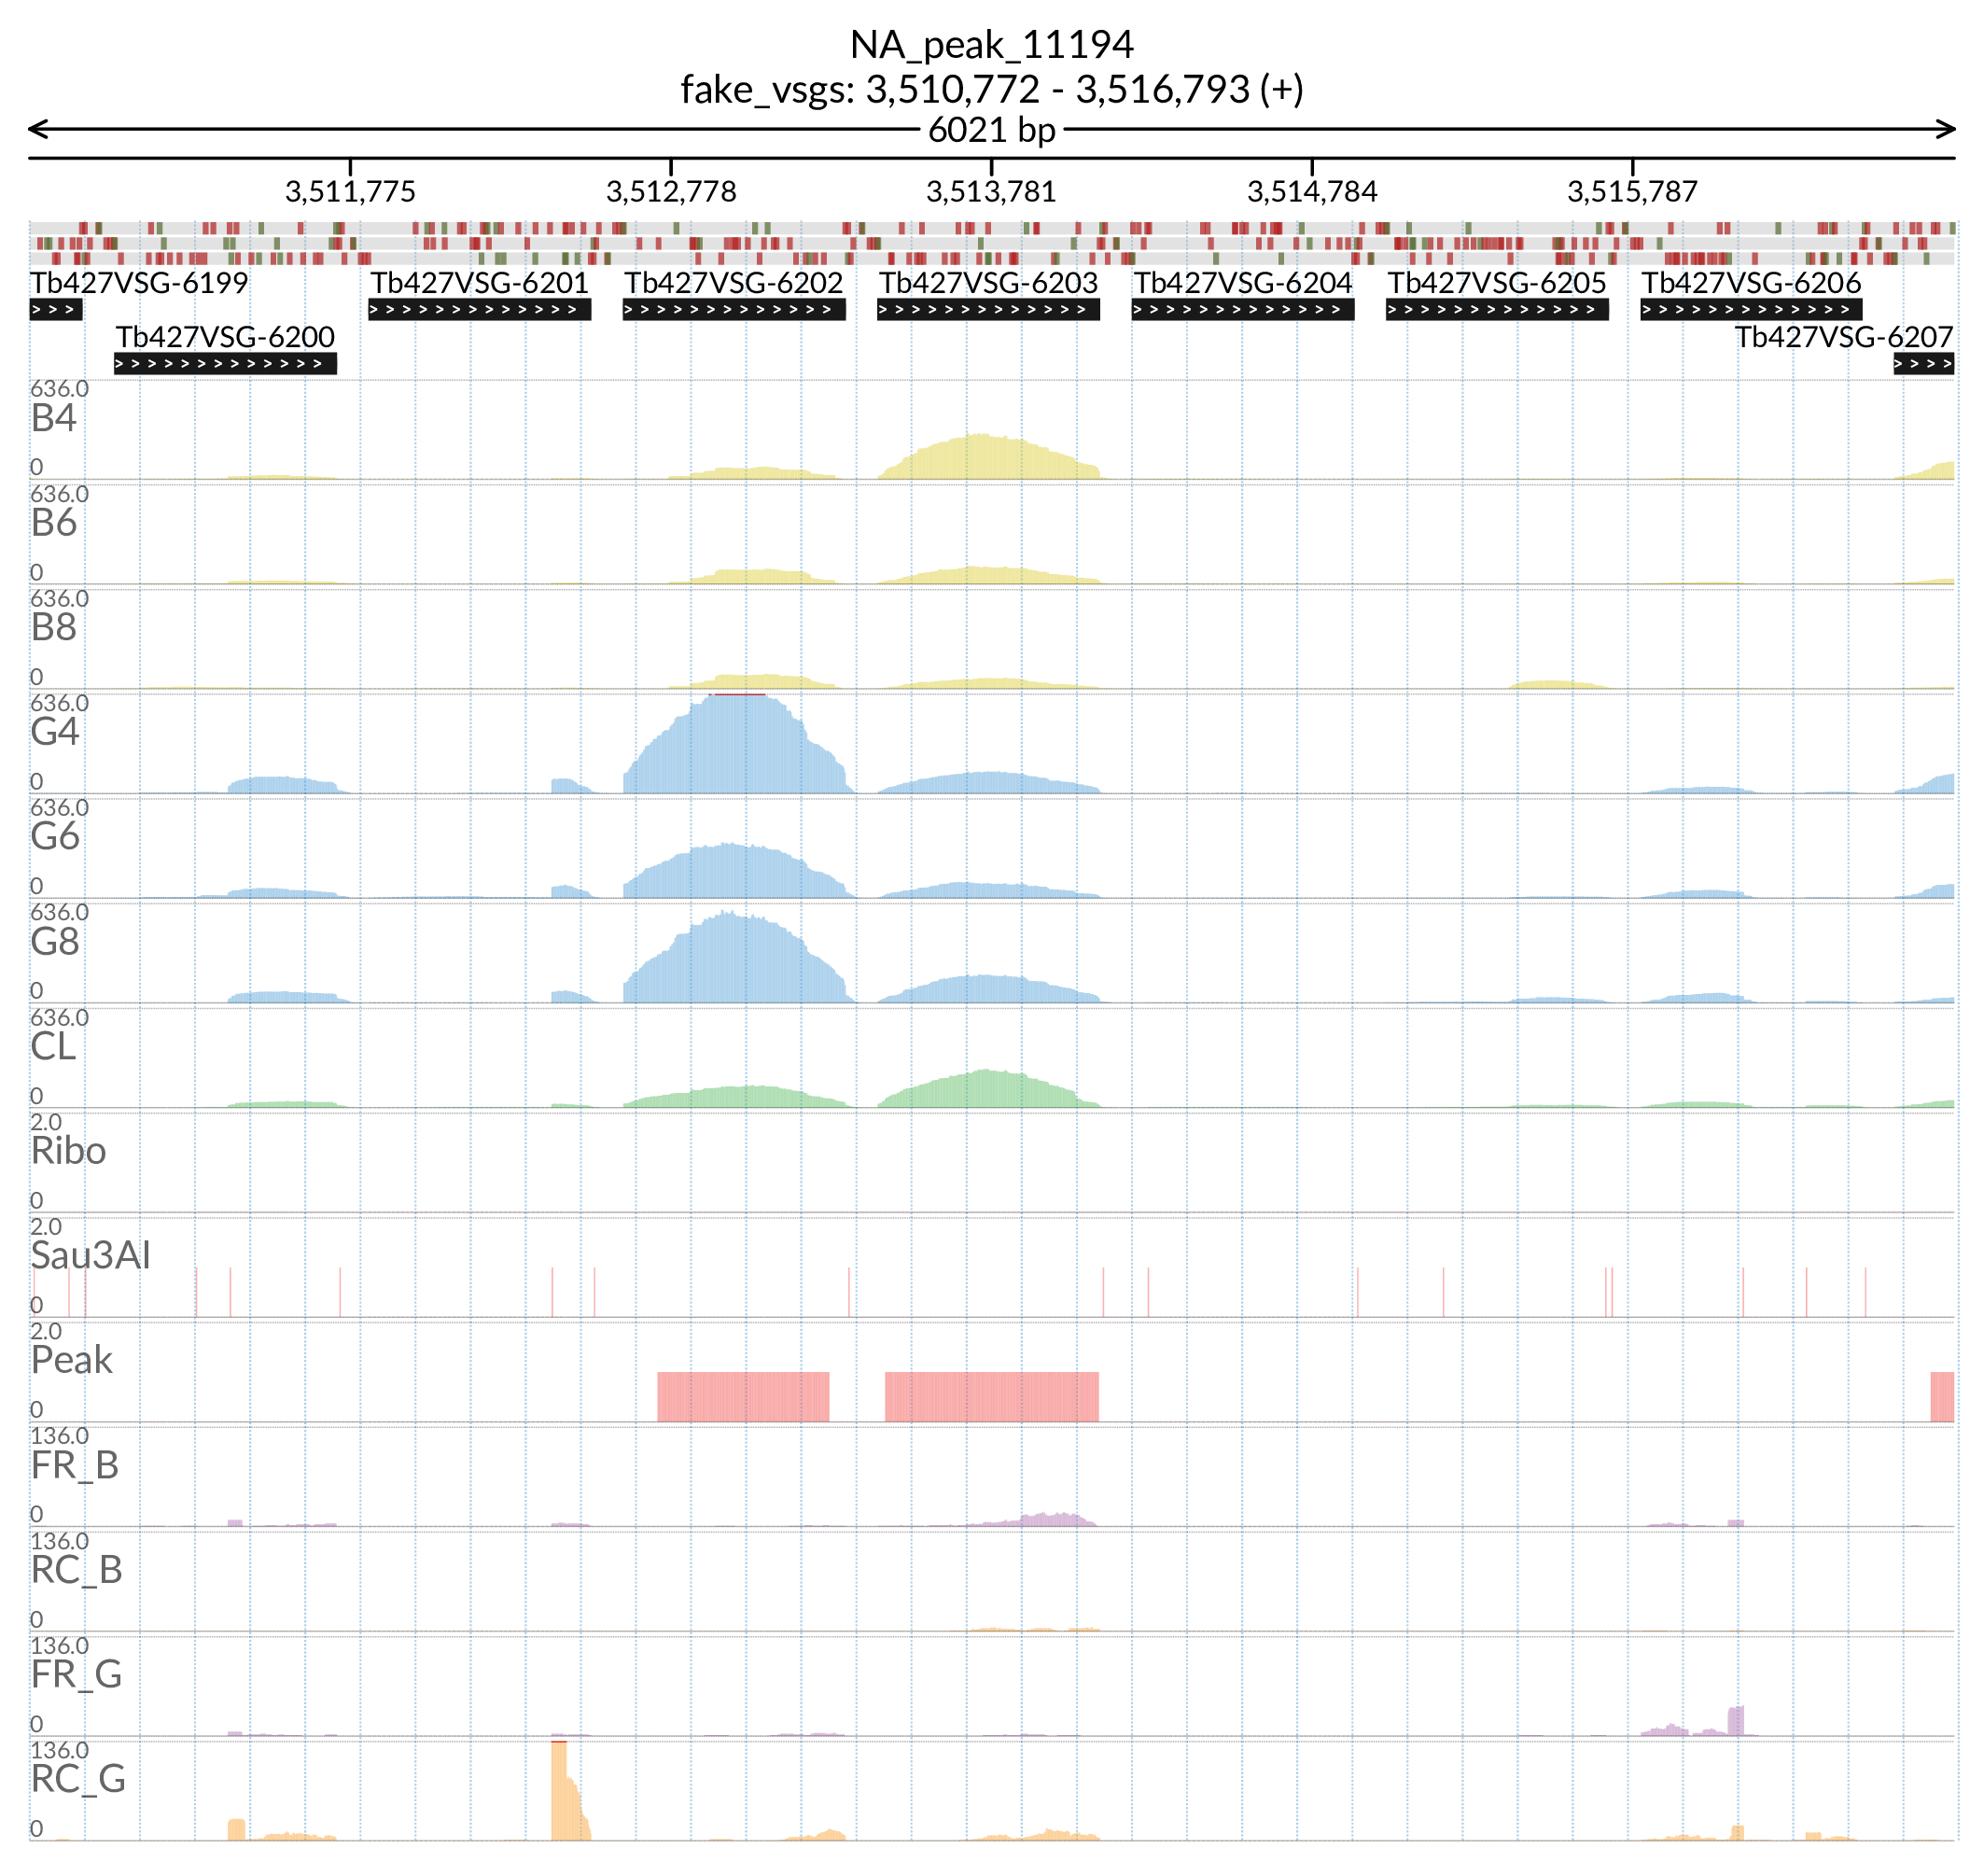 NA_peak_11194
fake_vsgs: 3,510,772 - 3,516,793 (+)
6021 bp
3,511,775 3,512,778 3,513,781 3,514,784 3,515,787
Tb427VSG-6199 Tb427VSG-6201 Tb427VSG-6202 Tb427VSG-6203 Tb427VSG-6204 Tb427VSG-6205 Tb427VSG-6206
Tb427VSG-6200 Tb427VSG-6207
636.0
B4
0
636.0
B6
0
636.0
B8
0
636.0
G4
0
636.0
G6
0
636.0
G8
0
636.0
CL
0
2.0
Ribo
0
2.0
Sau3AI
0
2.0
Peak
0
136.0
FR_B
0
136.0
RC_B
0
136.0
FR_G
0
136.0
RC_G
0